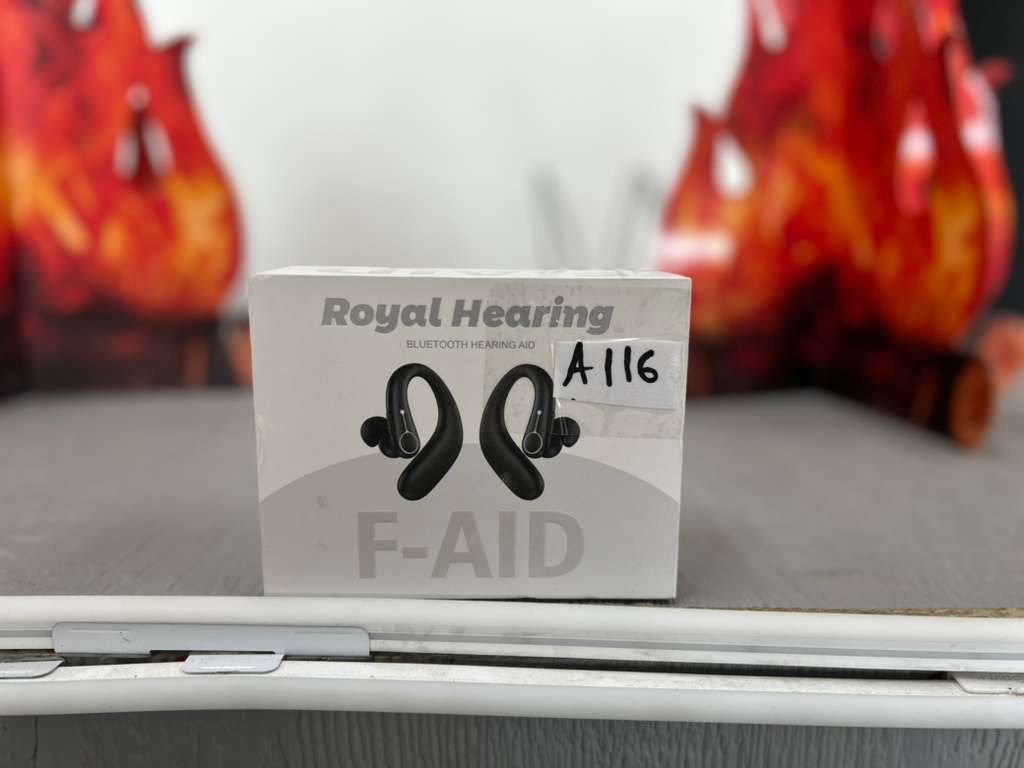 Royal Hearing
BLUETOOTH HEARING AID
A116
F-AID